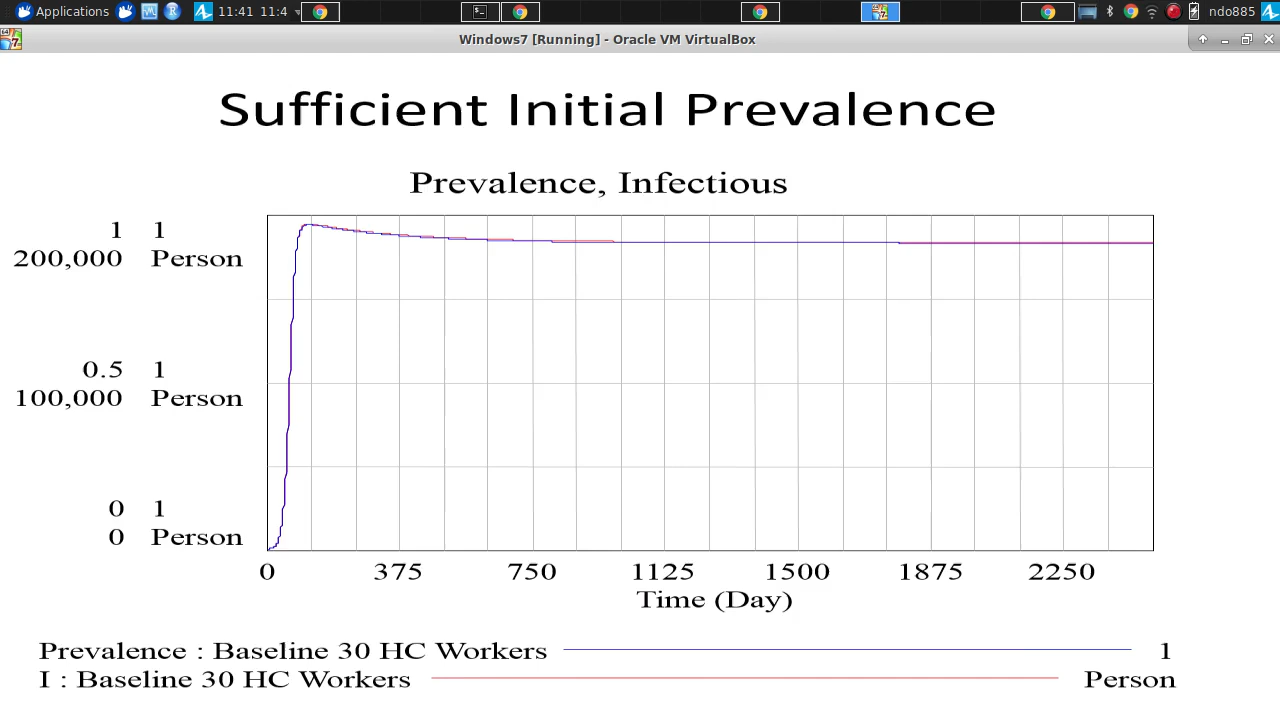 Applications 11:41 11:4 ndo885
Windows7 [Running] - Oracle VM VirtualBox
Sufficient Initial Prevalence
Prevalence, Infectious
1 1
200,000 Person
0.5 1
100,000 Person
0 1
0 Person
0 375 750 1125 1500 1875 2250
Time (Day)
Prevalence : Baseline 30 HC Workers 1
I : Baseline 30 HC Workers Person